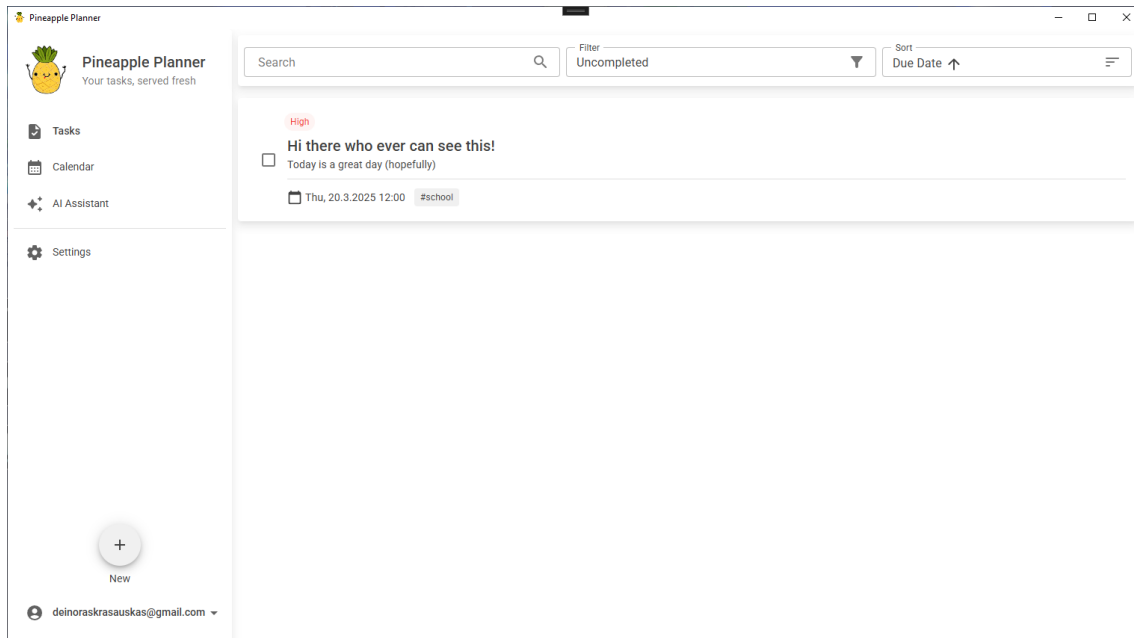 Pineapple Planner
Pineapple Planner
Your tasks, served fresh
Tasks
Calendar
AI Assistant
Settings
New
deinoraskrasauskas@gmail.com
Search
Filter
Uncompleted
Sort
Due Date
High
Hi there who ever can see this!
Today is a great day (hopefully)
Thu, 20.3.2025 12:00 #school